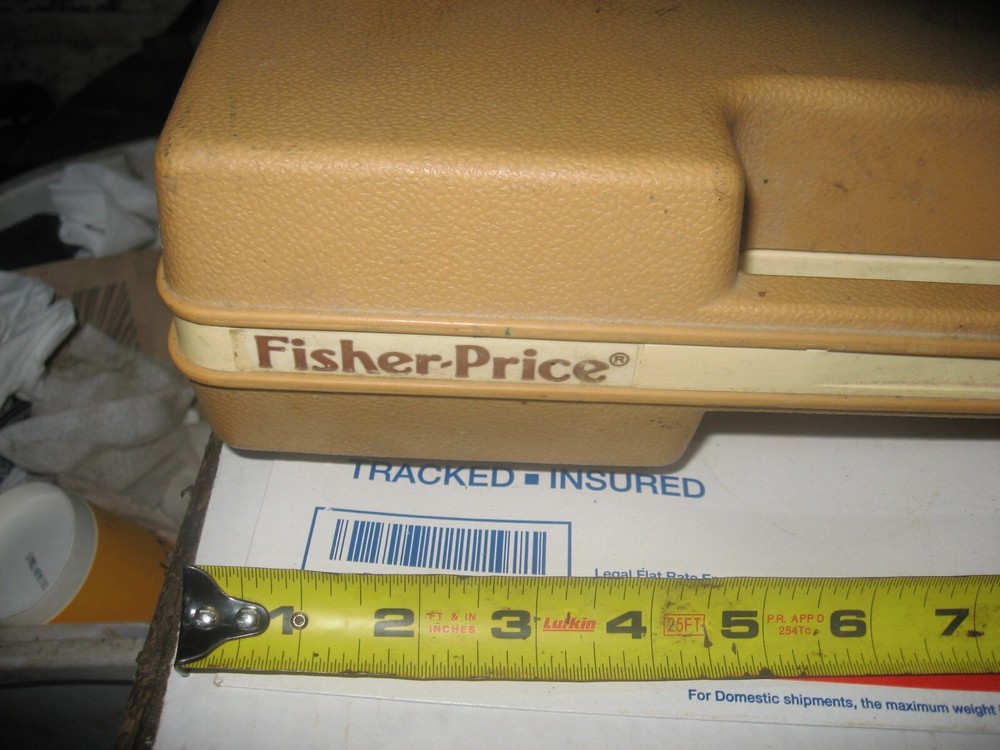 Fisher-Price®
TRACKED ■ INSURED
Legal Flat Rate
1 2 FT & IN INCHES 3 Lufkin 4 25FT 5 P.R. APP'D 254Tc 6 7
For Domestic shipments, the maximum weight